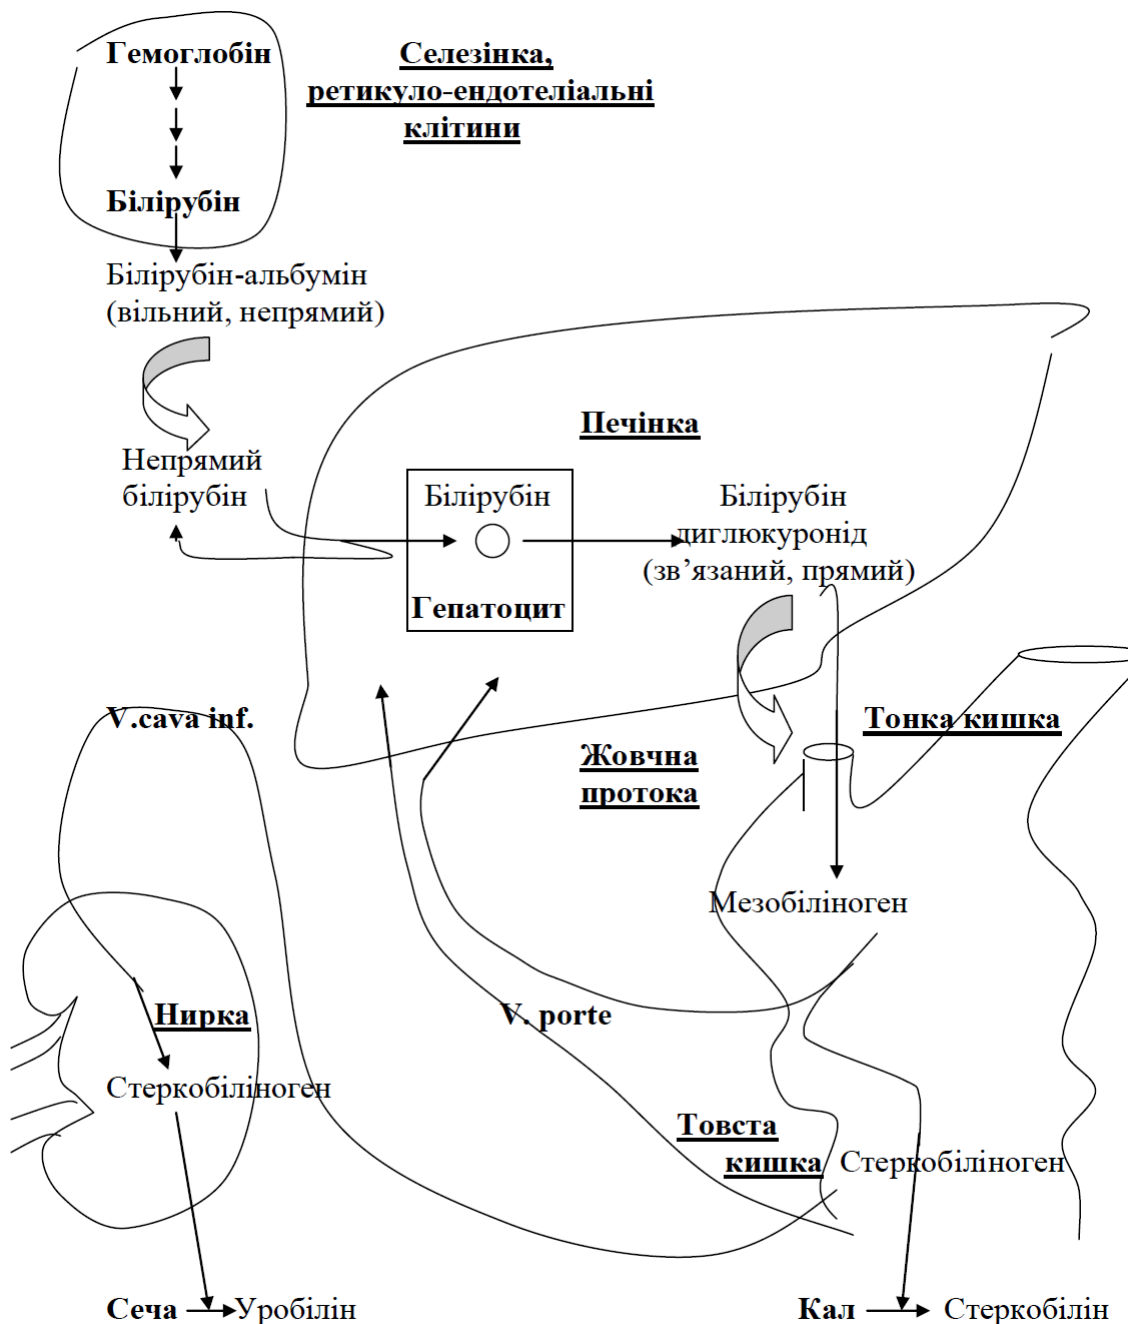 Гемоглобін
Селезінка,
ретикуло-ендотеліальні
клітини
Білірубін
Білірубін-альбумін
(вільний, непрямий)
Печінка
Непрямий
білірубін
Білірубін
Гепатоцит
Білірубін
диглюкуронід
(зв’язаний, прямий)
V.cava inf.
Тонка кишка
Жовчна
протока
Мезобіліноген
Нирка
V. porte
Стеркобіліноген
Товста
кишка
Стеркобіліноген
Сеча
Уробілін
Кал
Стеркобілін